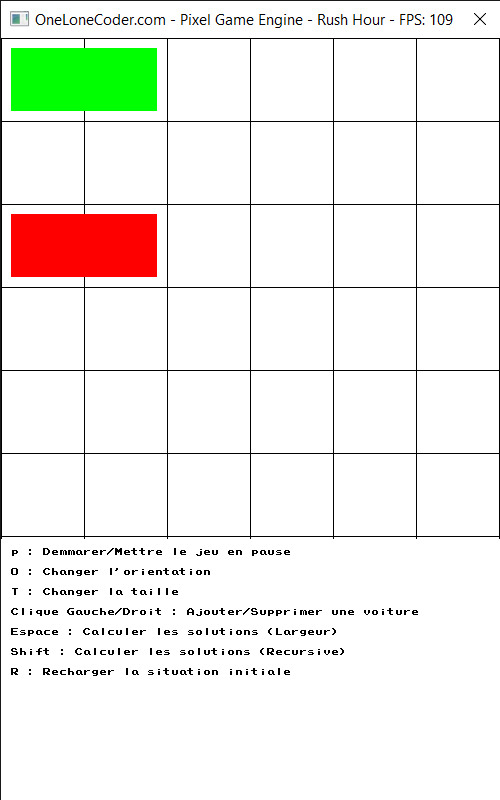 OneLoneCoder.com - Pixel Game Engine - Rush Hour - FPS: 109
p : Demmarer/Mettre le jeu en pause
O : Changer l'orientation
T : Changer la taille
Clique Gauche/Droit : Ajouter/Supprimer une voiture
Espace : Calculer les solutions (Largeur)
Shift : Calculer les solutions (Recursive)
R : Recharger la situation initiale